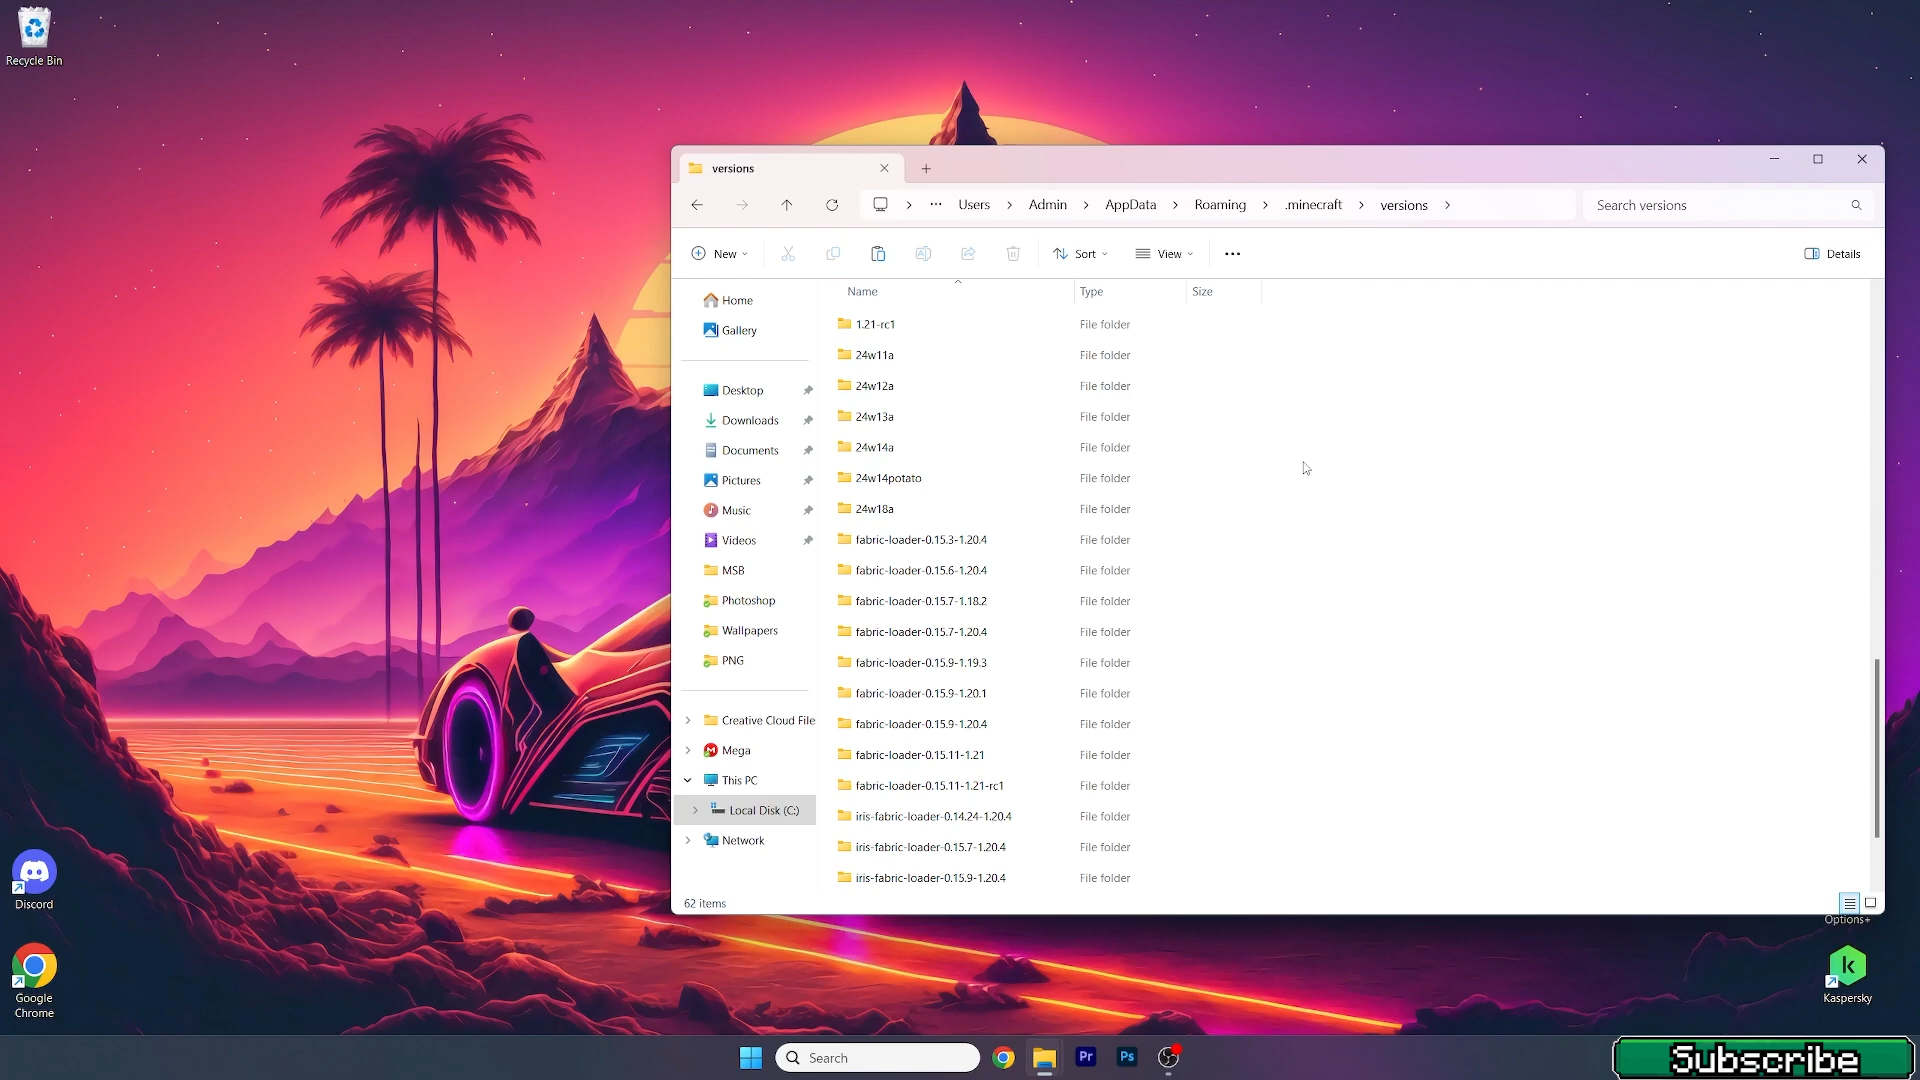 Recycle Bin
versions
Users
Admin
AppData
Roaming
.minecraft
versions
Search versions
New
Sort
View
Details
Name
Type
Size
Home
Gallery
Desktop
Downloads
Documents
Pictures
Music
Videos
MSB
Photoshop
Wallpapers
PNG
Creative Cloud File
Mega
This PC
Local Disk (C:)
Network
1.21-rc1 File folder
24w11a File folder
24w12a File folder
24w13a File folder
24w14a File folder
24w14potato File folder
24w18a File folder
fabric-loader-0.15.3-1.20.4 File folder
fabric-loader-0.15.6-1.20.4 File folder
fabric-loader-0.15.7-1.18.2 File folder
fabric-loader-0.15.7-1.20.4 File folder
fabric-loader-0.15.9-1.19.3 File folder
fabric-loader-0.15.9-1.20.1 File folder
fabric-loader-0.15.9-1.20.4 File folder
fabric-loader-0.15.11-1.21 File folder
fabric-loader-0.15.11-1.21-rc1 File folder
iris-fabric-loader-0.14.24-1.20.4 File folder
iris-fabric-loader-0.15.7-1.20.4 File folder
iris-fabric-loader-0.15.9-1.20.4 File folder
62 items
Options+
Discord
Google
Chrome
k
Kaspersky
Search
Pr
Ps
Subscribe